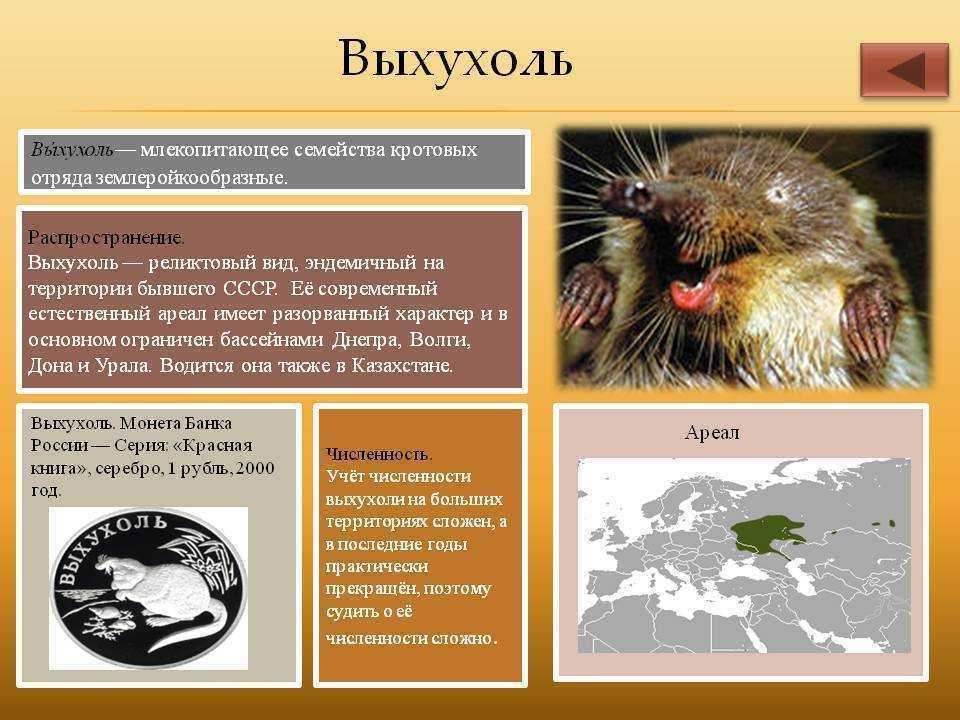 Выхухоль
Вы́хухоль — млекопитающее семейства кротовых
отряда землеройкообразные.
Распространение.
Выхухоль — реликтовый вид, эндемичный на
территории бывшего СССР.  Её современный
естественный ареал имеет разорванный характер и в
основном ограничен бассейнами Днепра, Волги,
Дона и Урала. Водится она также в Казахстане.
Выхухоль. Монета Банка
России — Серия: «Красная
книга», серебро, 1 рубль, 2000
год.
ВЫХУХОЛЬ
Численность.
Учёт численности
выхухоли на больших
территориях сложен, а
в последние годы
практически
прекращён, поэтому
судить о её
численности сложно.
Ареал